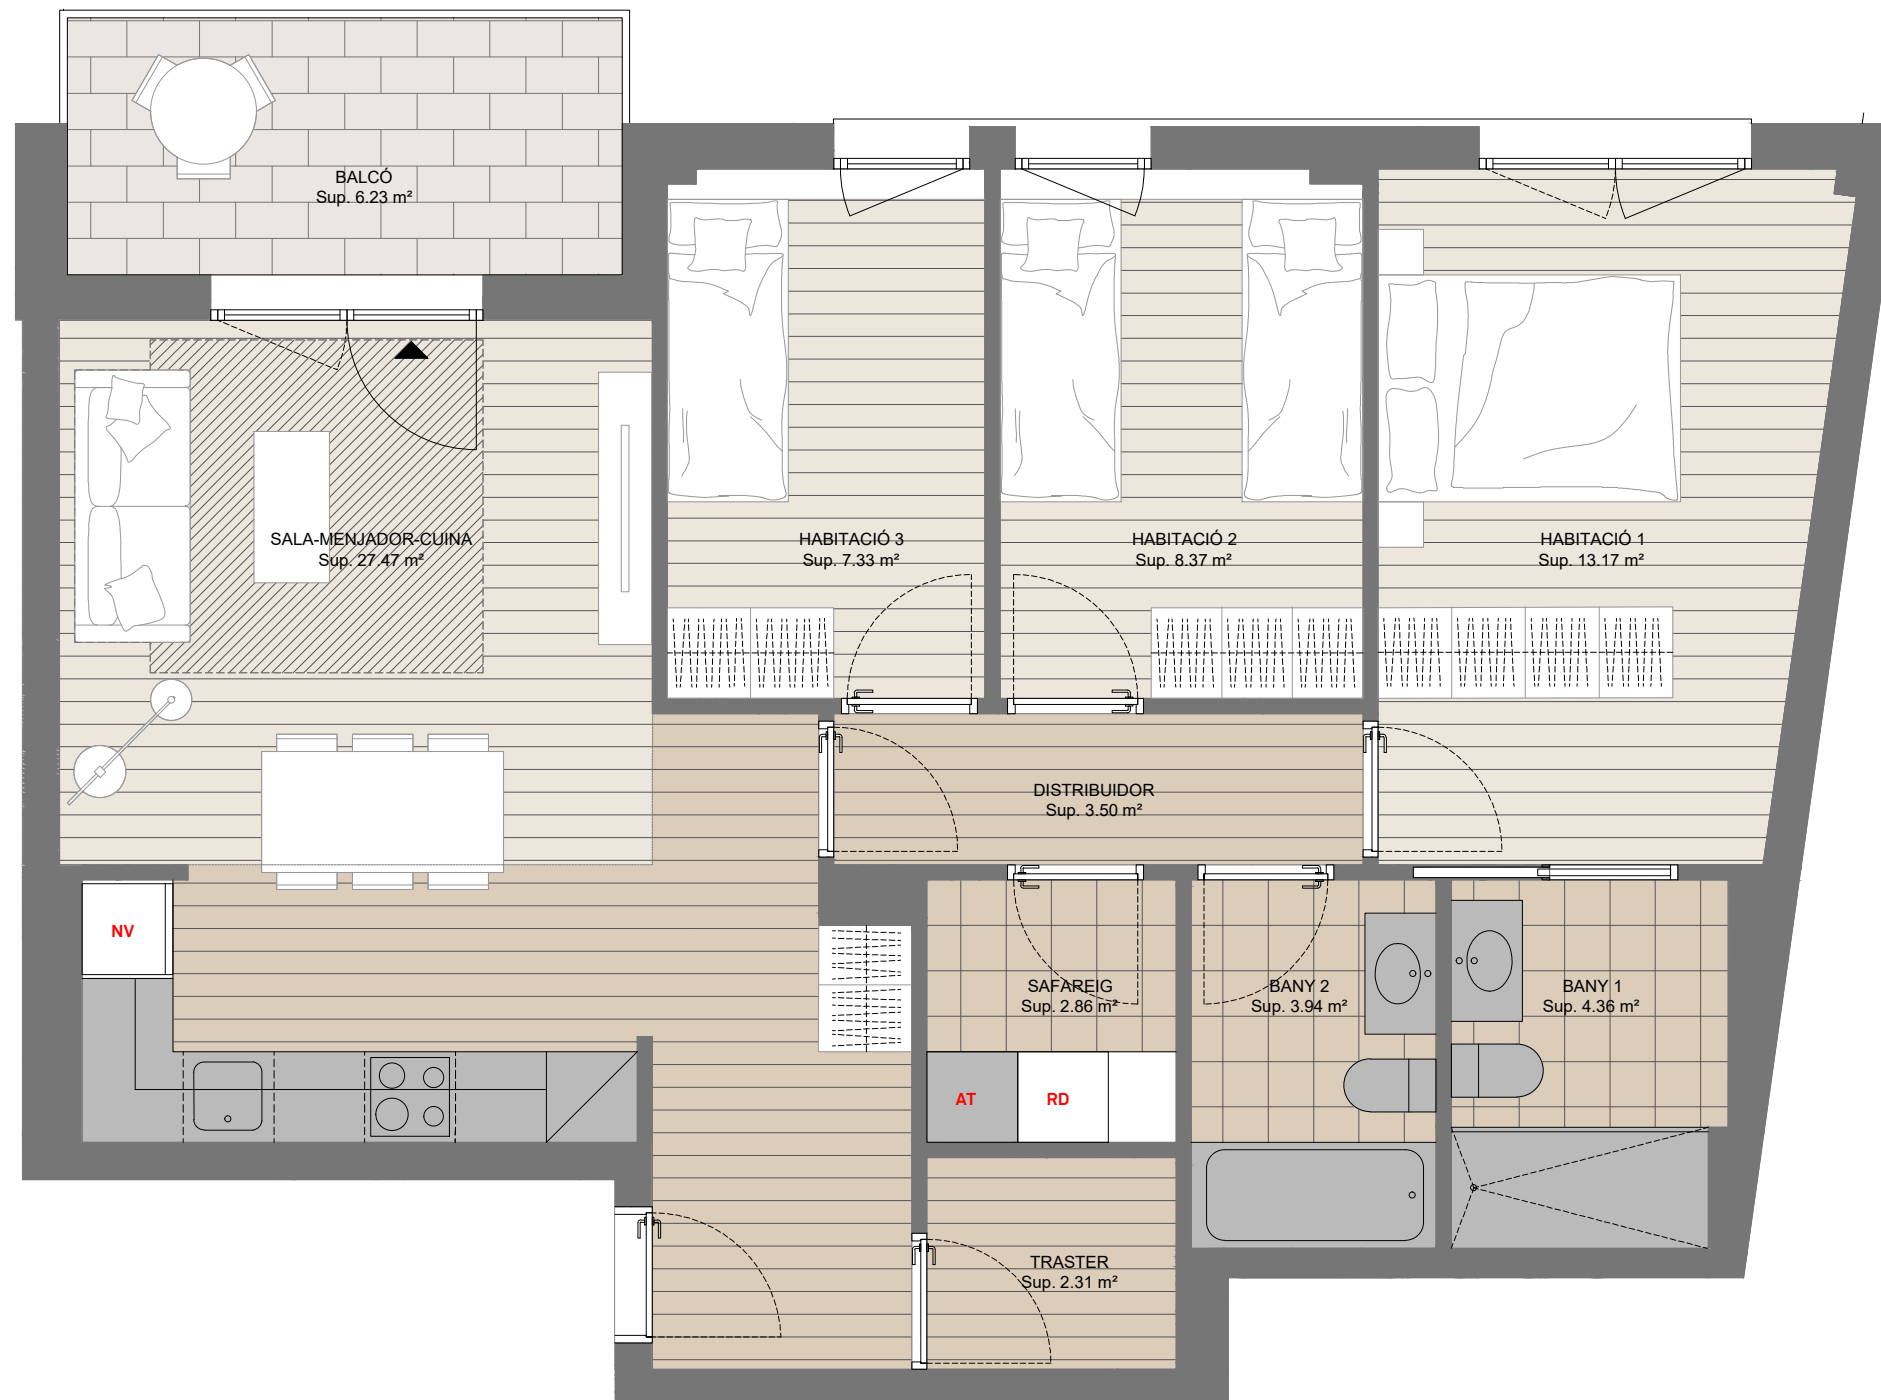 BALCÓ
Sup. 6.23 m²
SALA-MENJADOR-CUINA
Sup. 27.47 m²
HABITACIÓ 3
Sup. 7.33 m²
HABITACIÓ 2
Sup. 8.37 m²
HABITACIÓ 1
Sup. 13.17 m²
DISTRIBUIDOR
Sup. 3.50 m²
NV
SAFAREIG
Sup. 2.86 m²
BANY 2
Sup. 3.94 m²
BANY 1
Sup. 4.36 m²
AT
RD
TRASTER
Sup. 2.31 m²